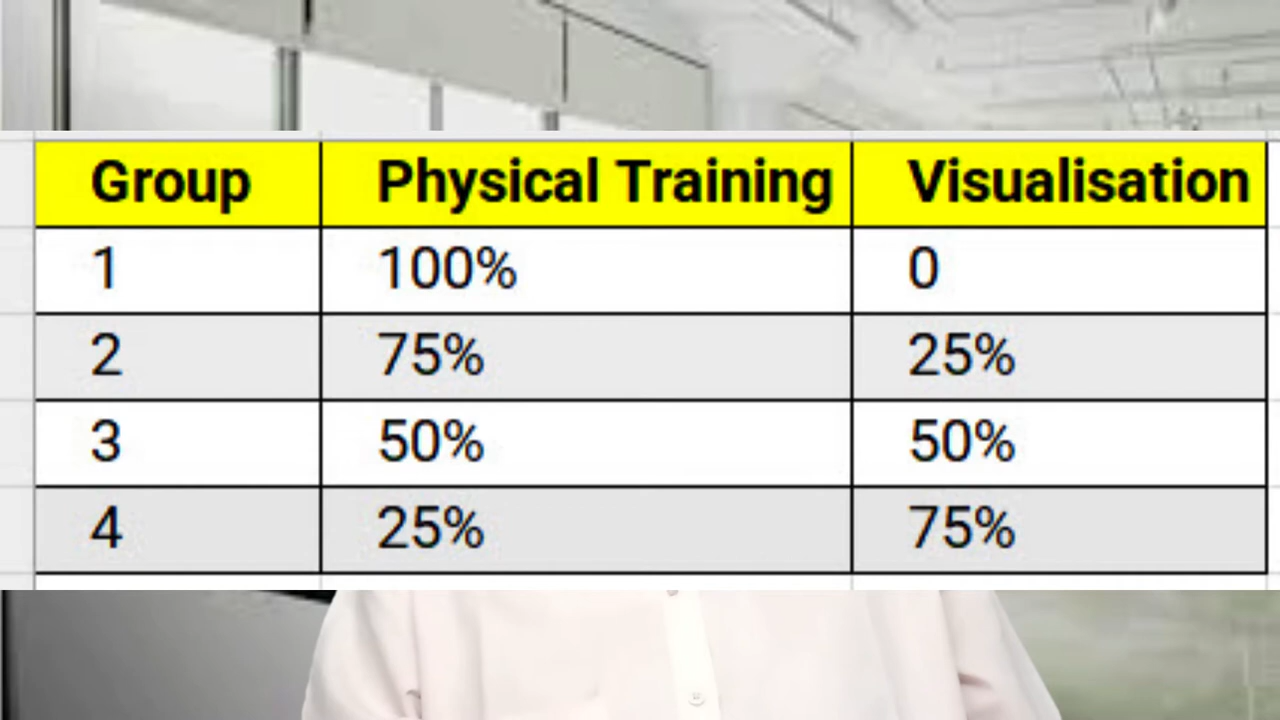 Group Physical Training Visualisation
1 100% 0
2 75% 25%
3 50% 50%
4 25% 75%